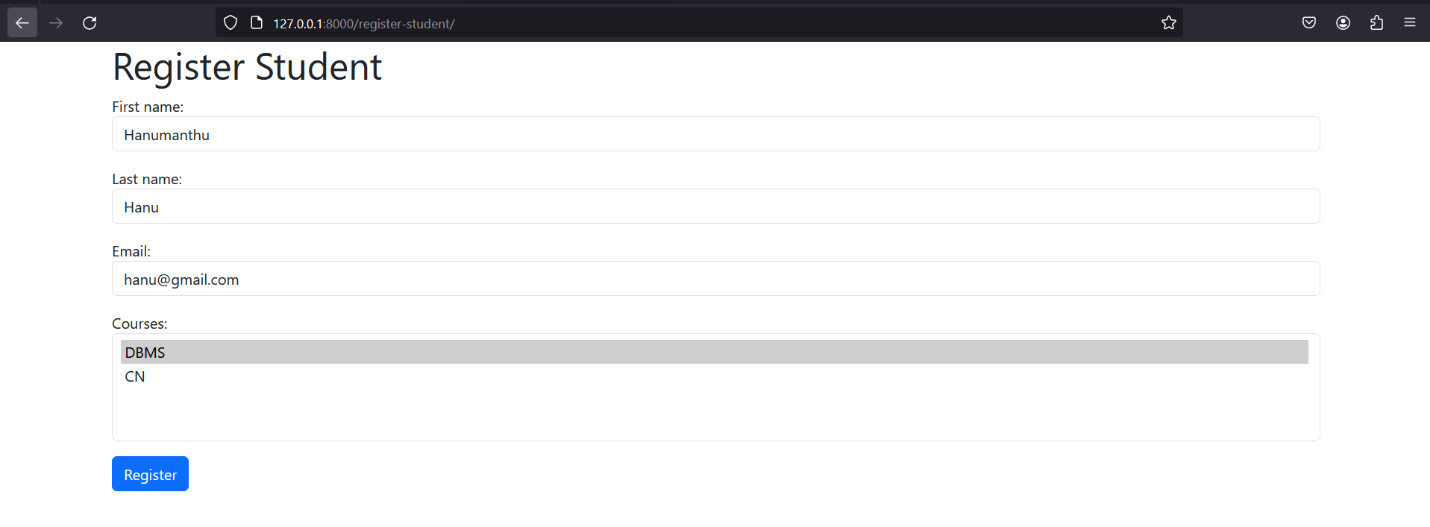 127.0.0.1:8000/register-student/
Register Student
First name:
Hanumanthu
Last name:
Hanu
Email:
hanu@gmail.com
Courses:
DBMS
CN
Register